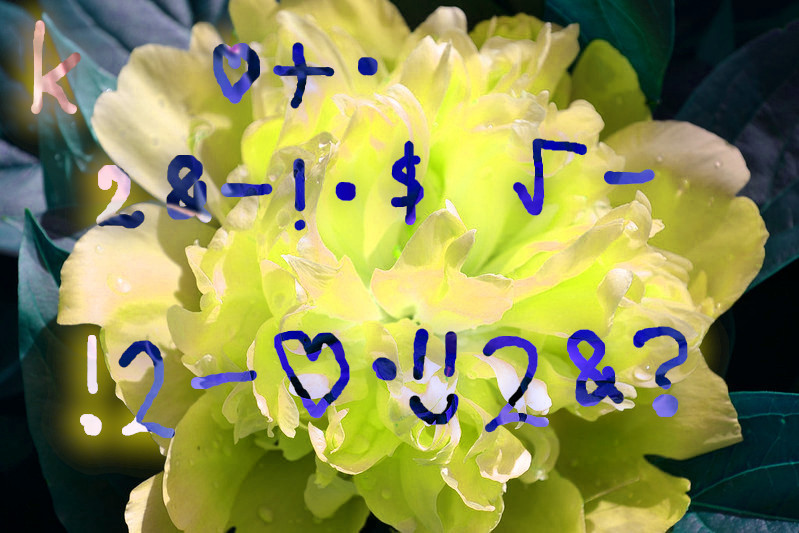 k ♡ + ·
2 & - ! · $ √ -
! 2 - ♡ · !! ☺ 2 & ?